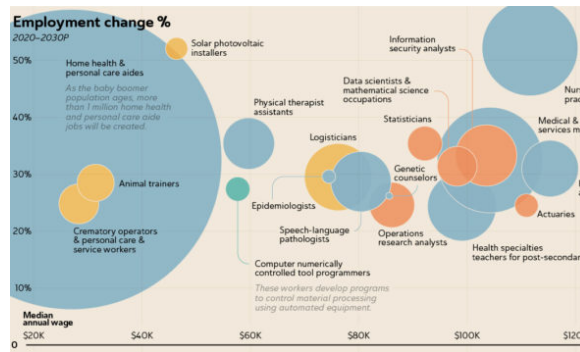 Employment change %
2020–2030P
50%
40%
30%
20%
10%
0
Home health &
personal care aides
As the baby boomer
population ages, more
than 1 million home health
and personal care aide
jobs will be created.
Solar photovoltaic
installers
Animal trainers
Crematory operators
& personal care &
service workers
Physical therapist
assistants
Logisticians
Epidemiologists
Speech-language
pathologists
Computer numerically
controlled tool programmers
These workers develop programs
to control material processing
using automated equipment.
Information
security analysts
Data scientists &
mathematical science
occupations
Statisticians
Genetic
counselors
Operations
research analysts
Nur
prac
Medical &
services m
Actuaries
Health specialties
teachers for post-secondar
Median
annual wage
$20K
$40K
$60K
$80K
$100K
$120